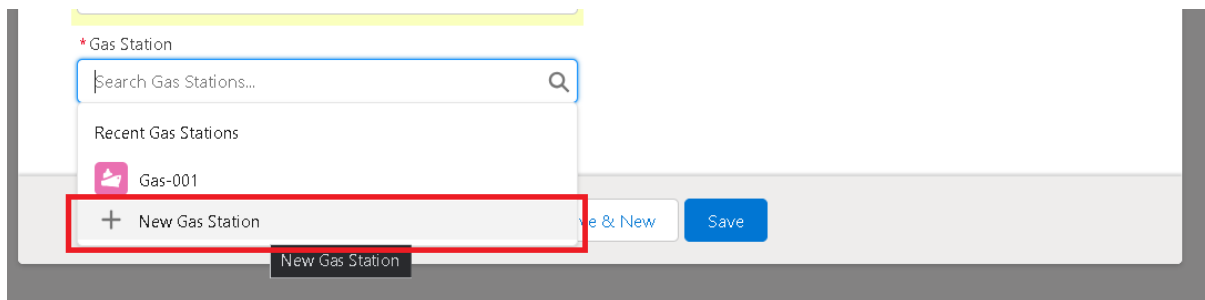 *Gas Station
Search Gas Stations...
Recent Gas Stations
Gas-001
New Gas Station
& New
Save
New Gas Station